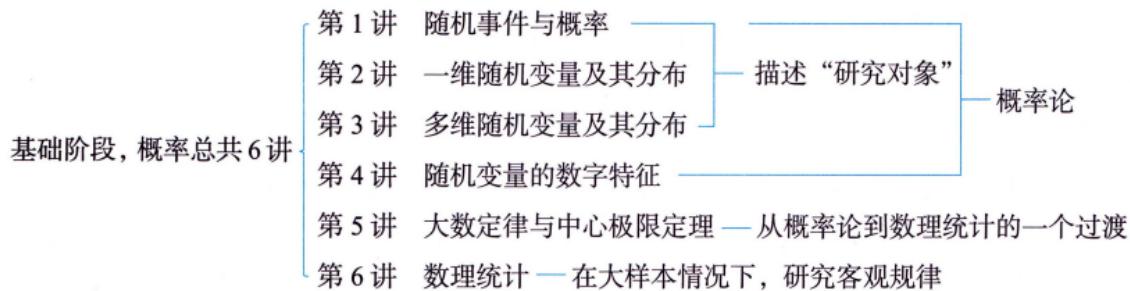 第1讲 随机事件与概率
第2讲 一维随机变量及其分布
描述“研究对象”
概率论
第3讲 多维随机变量及其分布
基础阶段，概率总共6讲
第4讲 随机变量的数字特征
第5讲 大数定律与中心极限定理 — 从概率论到数理统计的一个过渡
第6讲 数理统计 — 在大样本情况下，研究客观规律